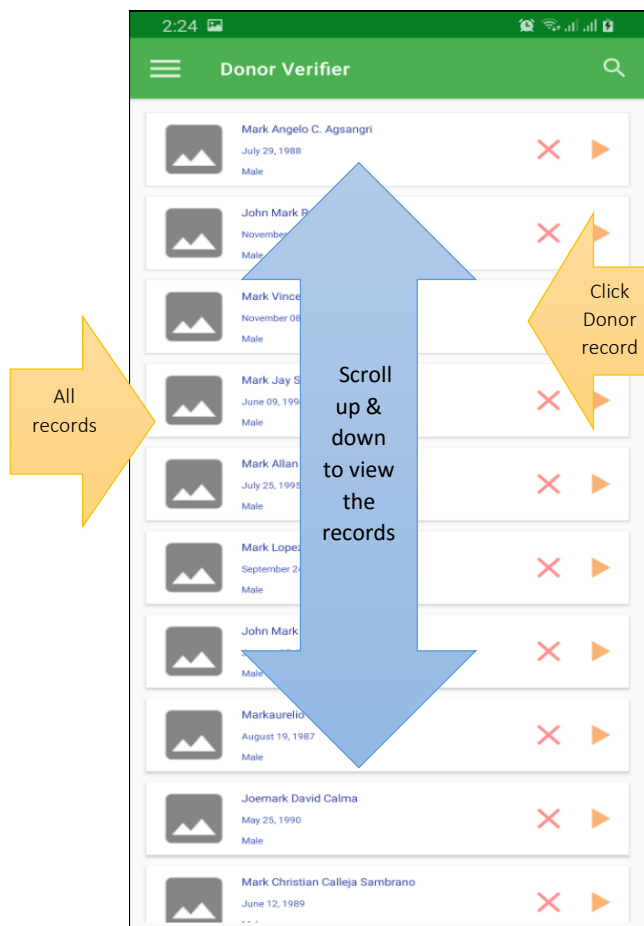 2:24
Donor Verifier
Mark Angelo C. Agsangri
July 29, 1988
Male
John Mark
November
Male
Mark Vince
November 08
Male
Click
Donor
record
All
records
Mark Jay S
June 09, 199
Male
Scroll
up &
down
to view
the
records
Mark Allan
July 25, 1995
Male
Mark Lopez
September 24
Male
John Mark
Male
Markaurelio
August 19, 1987
Male
Joemark David Calma
May 25, 1990
Male
Mark Christian Calleja Sambrano
June 12, 1989